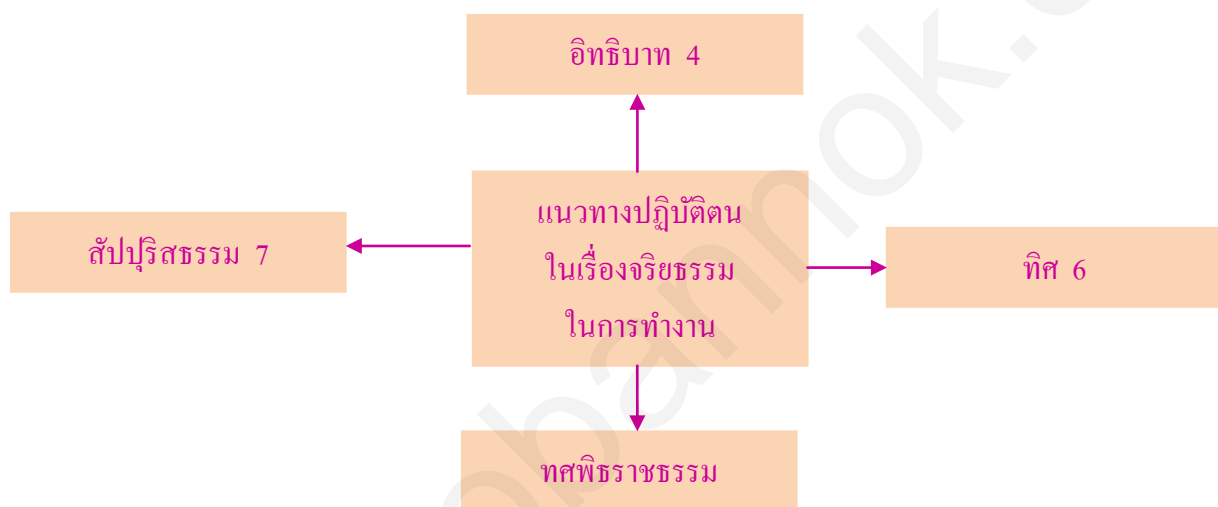 อิทธิบาท 4
แนวทางปฏิบัติตน
ในเรื่องจริยธรรม
ในการทำงาน
สัปปุริสธรรม 7
ทิศ 6
ทศพิธราชธรรม